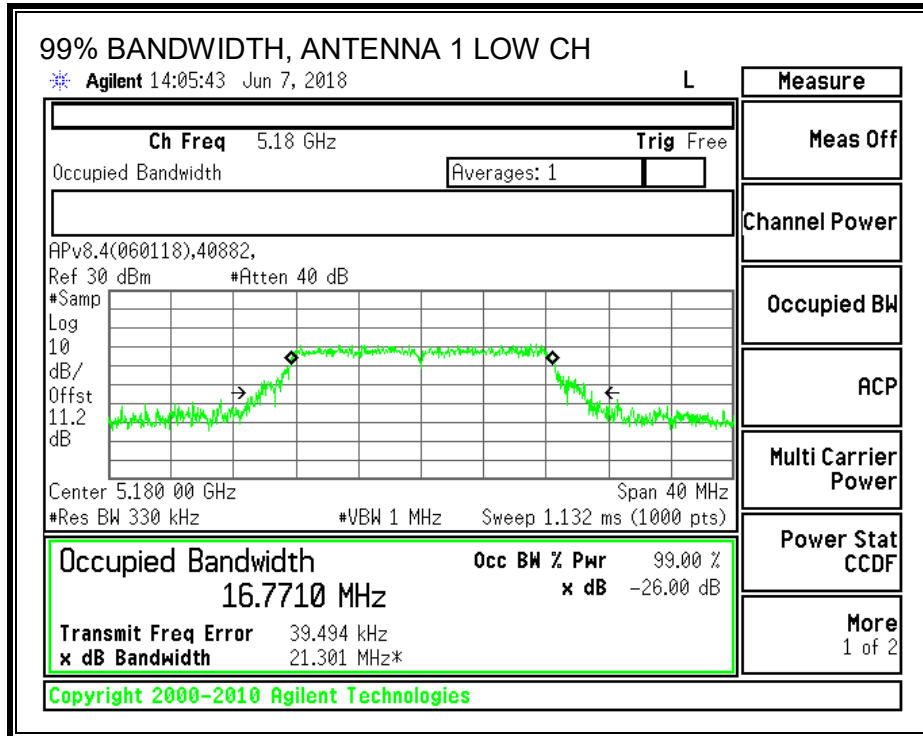 99% BANDWIDTH, ANTENNA 1 LOW CH
Agilent 14:05:43 Jun 7, 2018 L
Ch Freq 5.18 GHz Trig Free
Occupied Bandwidth Averages: 1
APv8.4(060118),40882,
Ref 30 dBm #Atten 40 dB
#Samp
Log
10
dB/
Offst
11.2
dB
Center 5.180 00 GHz Span 40 MHz
#Res BW 330 kHz #VBW 1 MHz Sweep 1.132 ms (1000 pts)
Occupied Bandwidth Occ BW % Pwr 99.00 %
16.7710 MHz x dB -26.00 dB
Transmit Freq Error 39.494 kHz
x dB Bandwidth 21.301 MHz*
Copyright 2000-2010 Agilent Technologies
Measure
Meas Off
Channel Power
Occupied BW
ACP
Multi Carrier
Power
Power Stat
CCDF
More
1 of 2